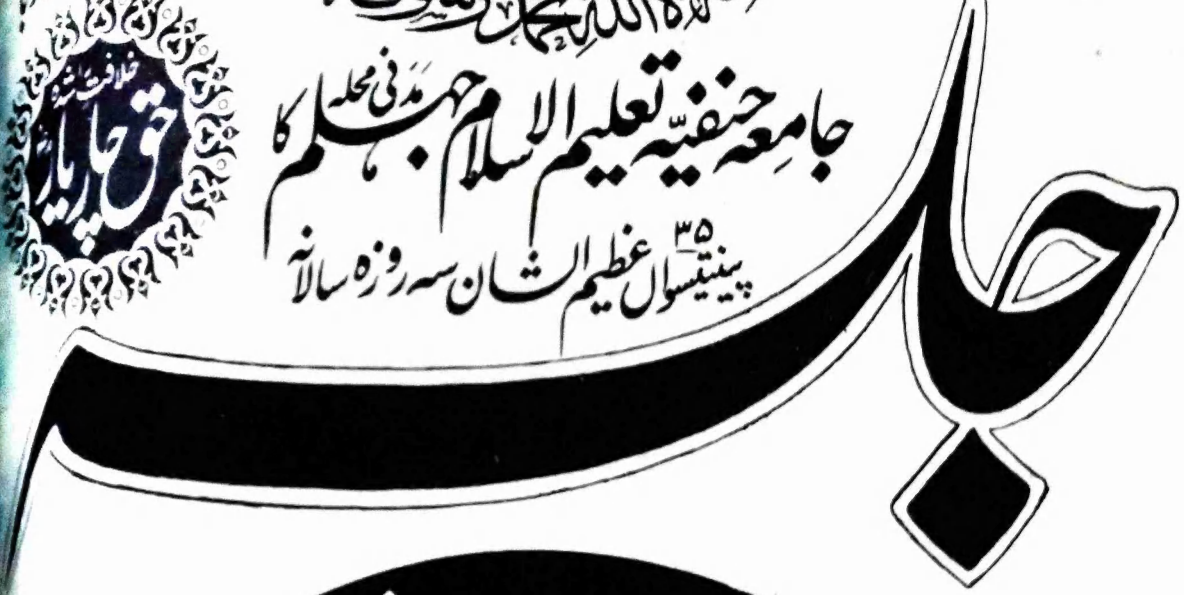 جامعہ حنفیہ تعلیم الاسلام مدنی محلہ جہلم کا
۳۵
پینتیسواں عظیم الشان سہ روزہ سالانہ
جلسہ
خلافت راشدہ
حق چار یار